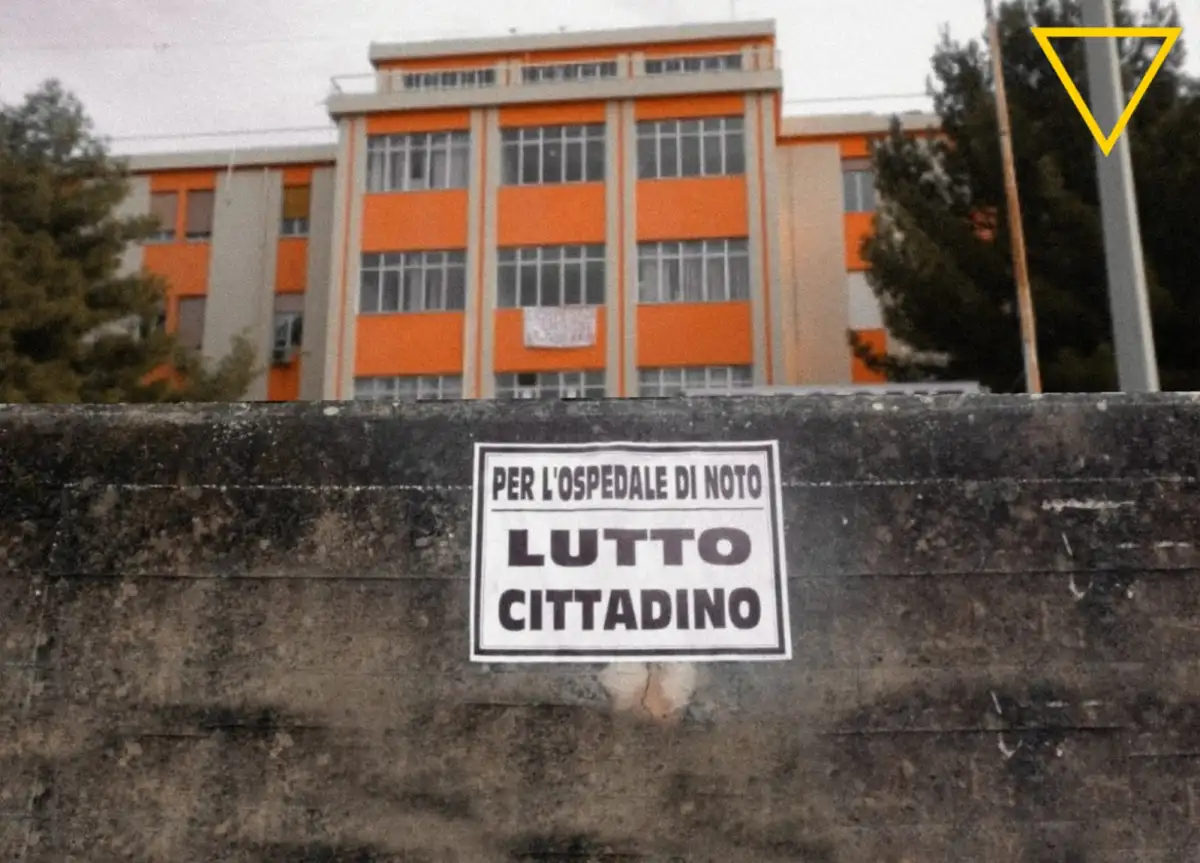 PER L'OSPEDALE DI NOTO
LUTTO
CITTADINO